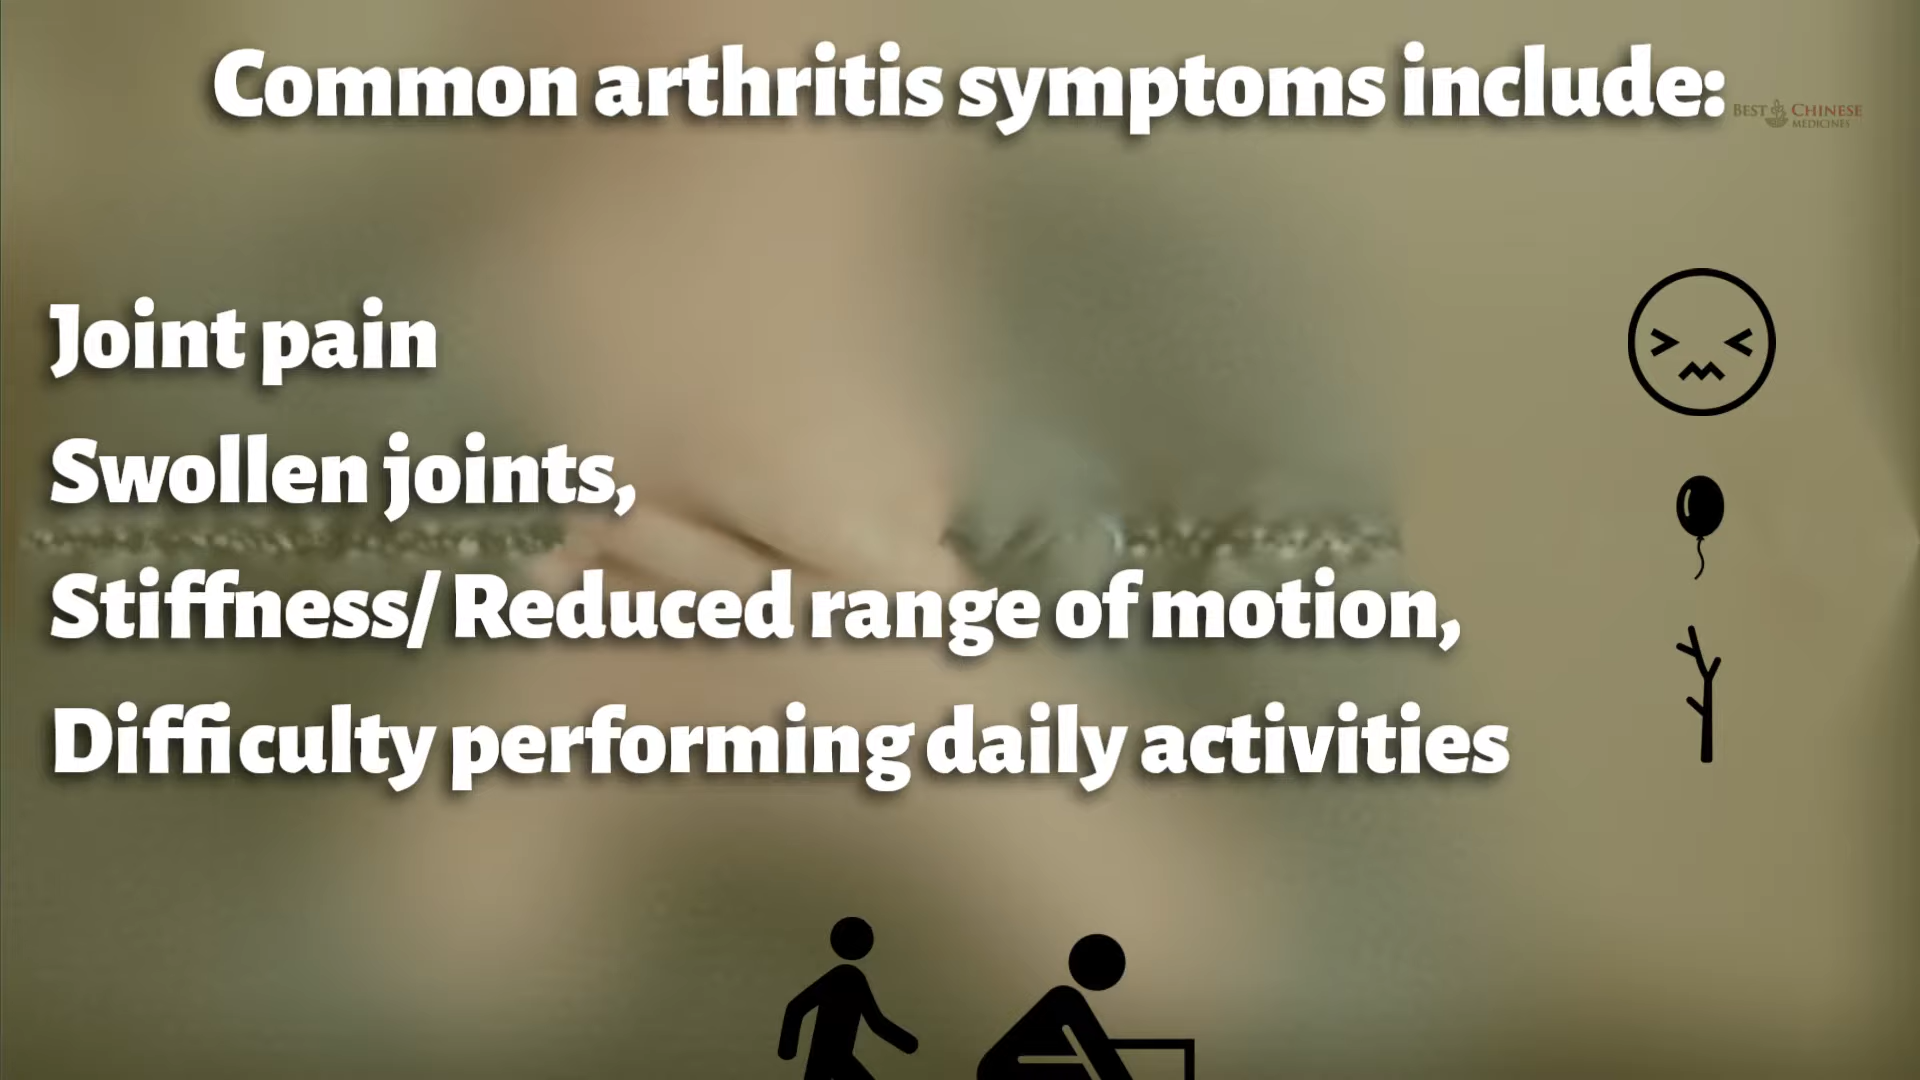 Common arthritis symptoms include:
BEST CHINESE
MEDICINES
Joint pain
Swollen joints,
Stiffness/ Reduced range of motion,
Difficulty performing daily activities